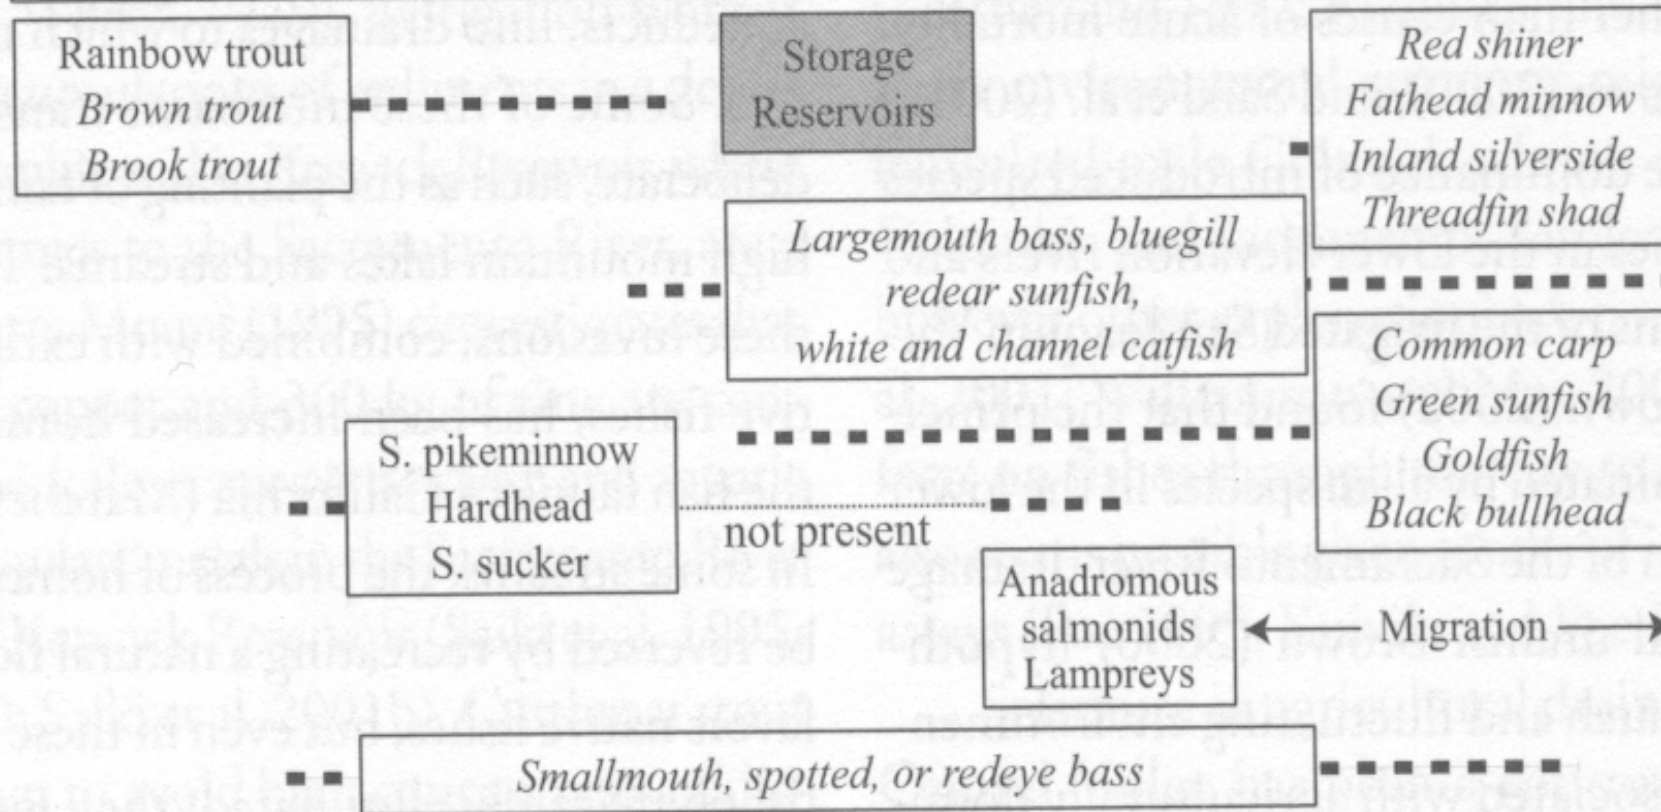 Rainbow trout
Brown trout
Brook trout
Storage
Reservoirs
Red shiner
Fathead minnow
Inland silverside
Threadfin shad
Largemouth bass, bluegill
redear sunfish,
white and channel catfish
Common carp
Green sunfish
Goldfish
Black bullhead
S. pikeminnow
Hardhead
S. sucker
not present
Anadromous
salmonids
Lampreys
Migration
Smallmouth, spotted, or redeye bass